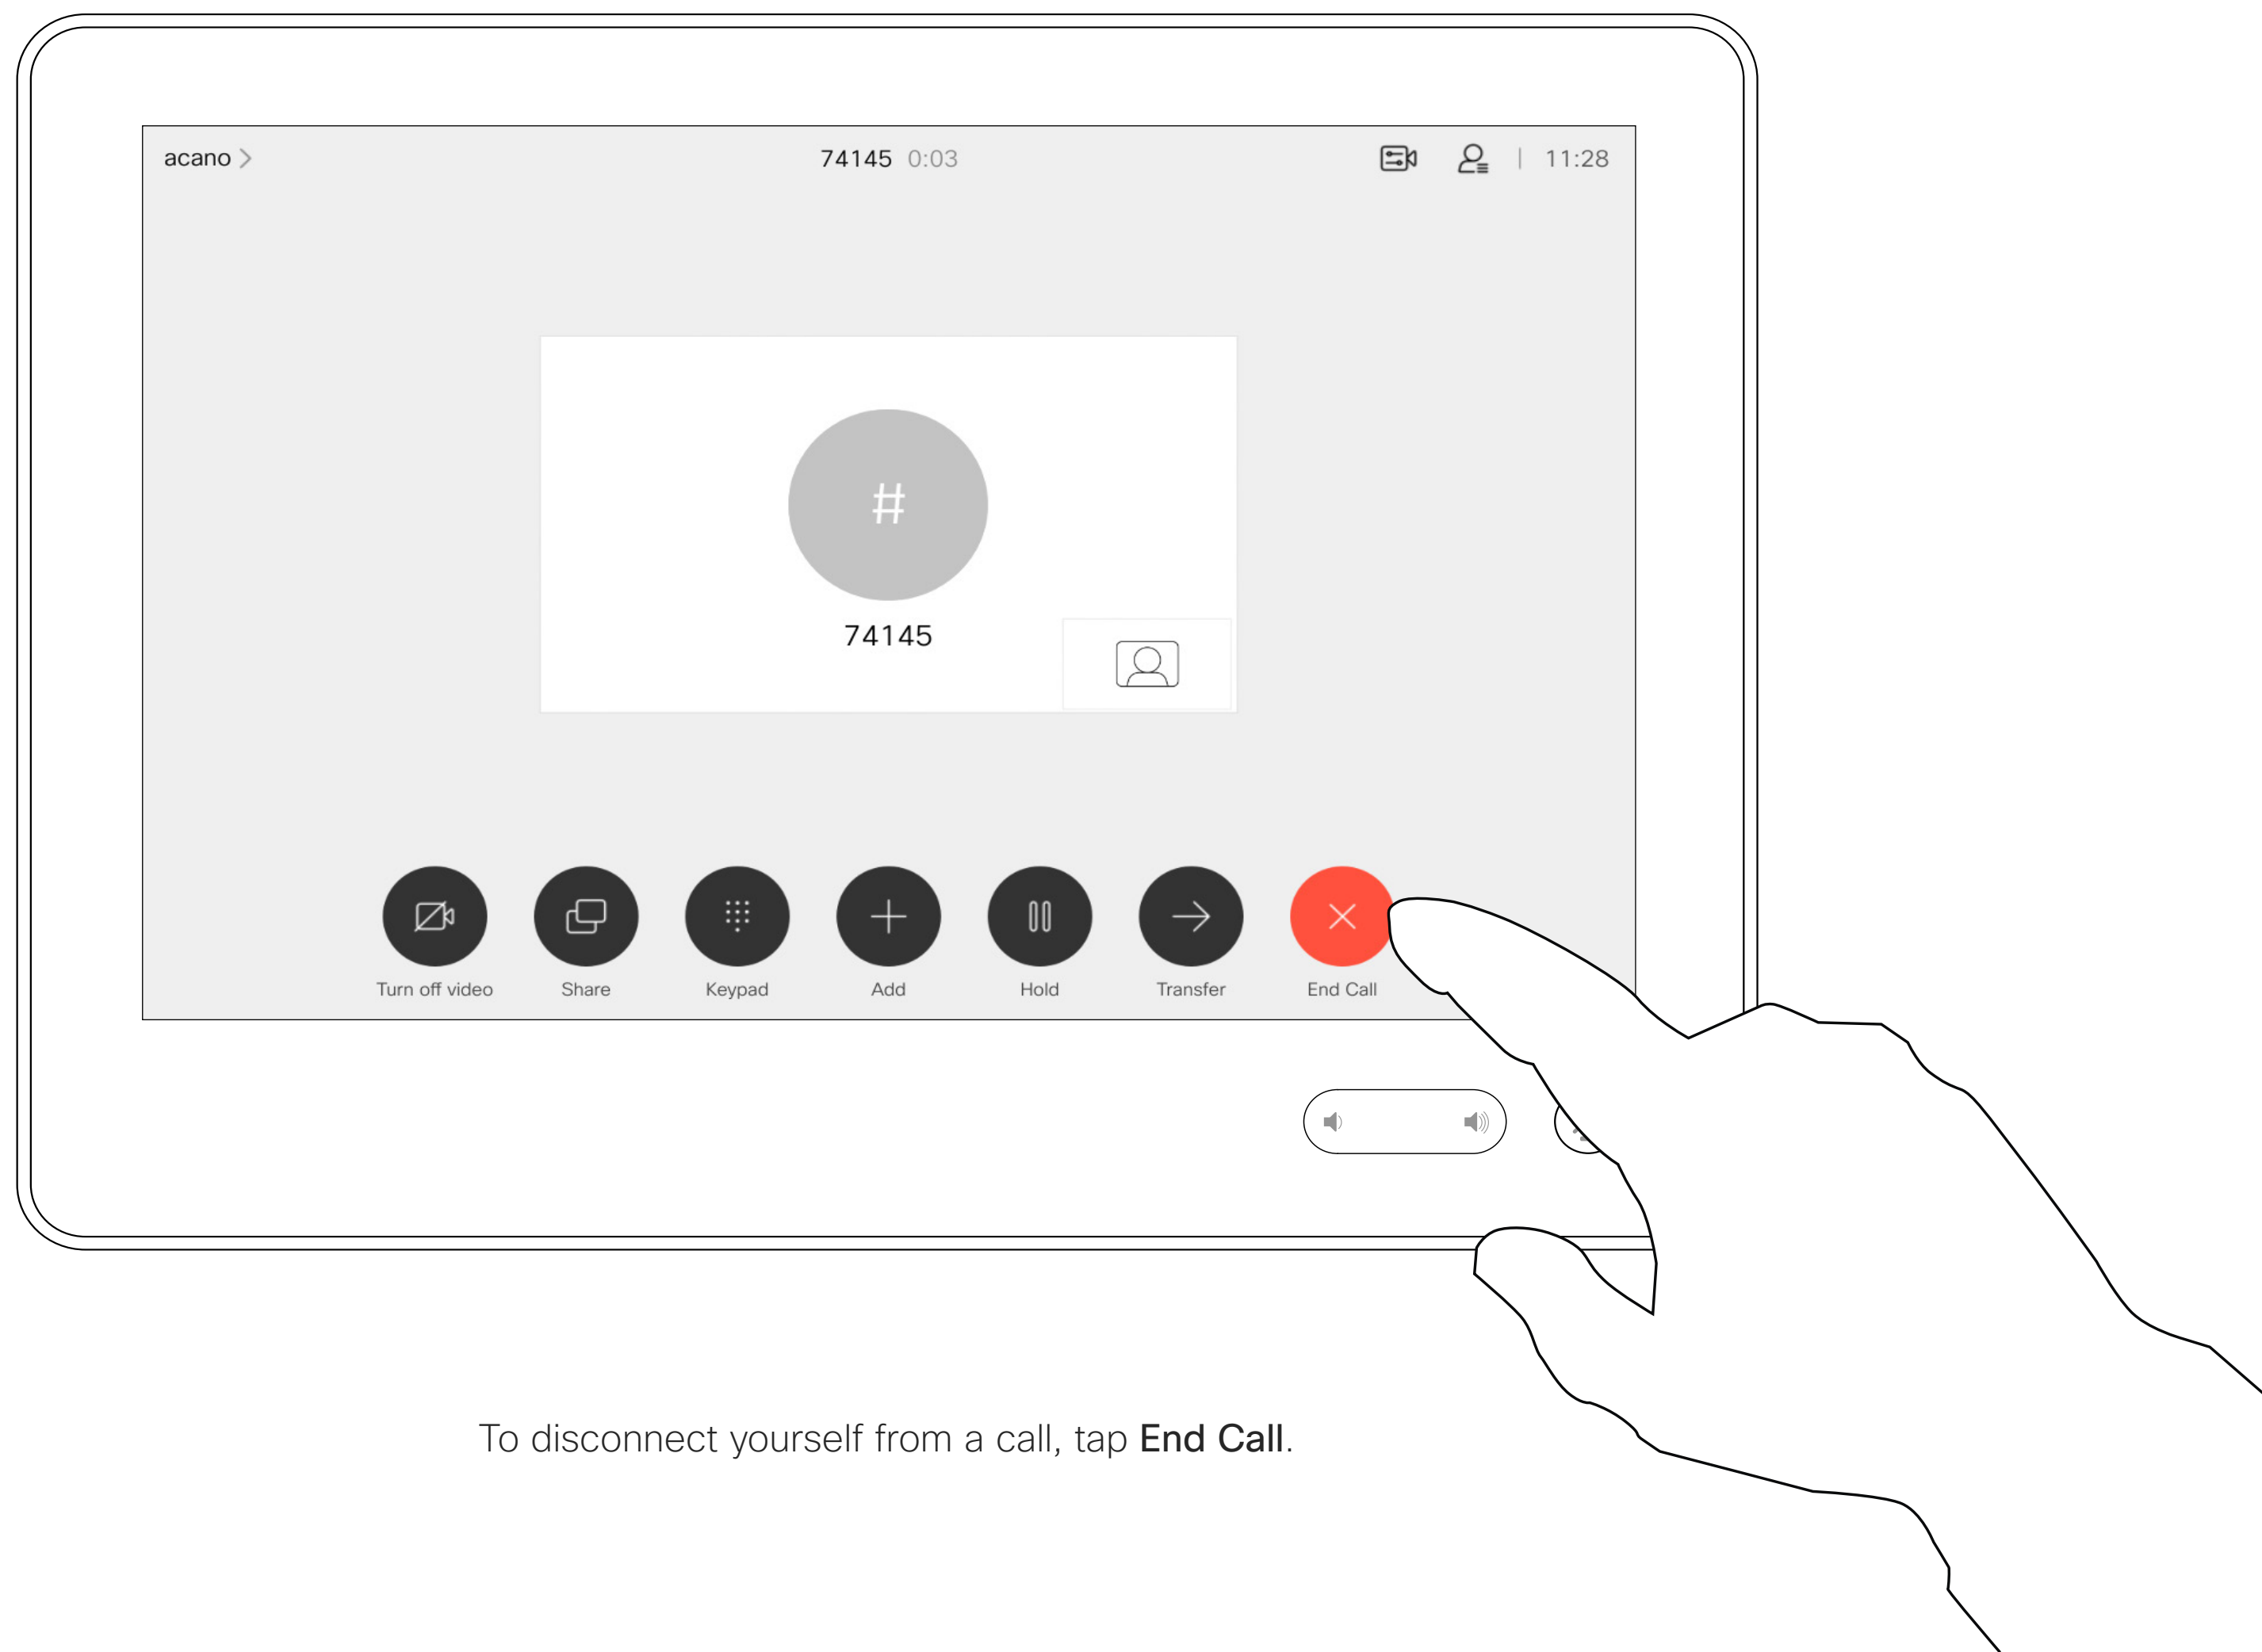 acano
74145 0:03
11:28
#
74145
Turn off video Share Keypad Add Hold Transfer End Call
To disconnect yourself from a call, tap End Call.